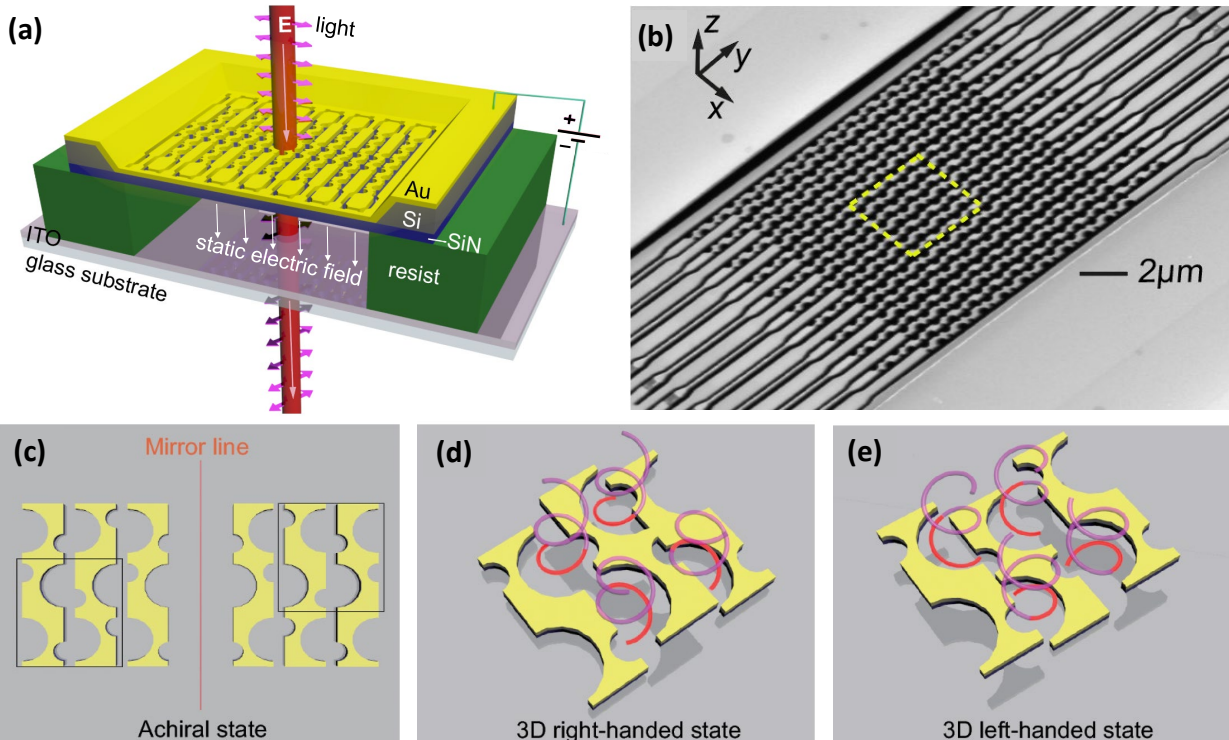 (a)
E light
Au
Si
SiN
+
–
ITO
static electric field
resist
glass substrate
(b)
z
y
x
2μm
(c)
Mirror line
Achiral state
(d)
3D right-handed state
(e)
3D left-handed state